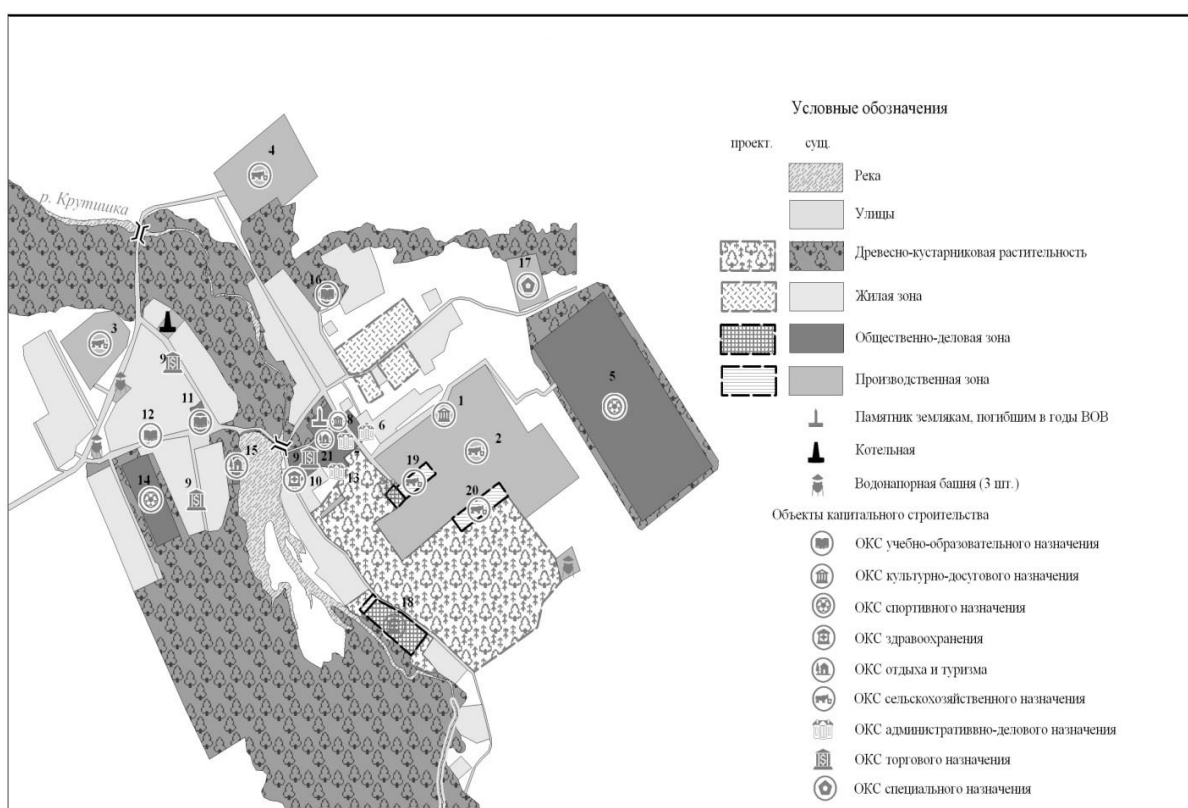 Условные обозначения
проект. сущ.
Река
Улицы
Древесно-кустарниковая растительность
Жилая зона
Общественно-деловая зона
Производственная зона
Памятник землякам, погибшим в годы ВОВ
Котельная
Водонапорная башня (3 шт.)
Объекты капитального строительства
ОКС учебно-образовательного назначения
ОКС культурно-досугового назначения
ОКС спортивного назначения
ОКС здравоохранения
ОКС отдыха и туризма
ОКС сельскохозяйственного назначения
ОКС административно-делового назначения
ОКС торгового назначения
ОКС специального назначения
р. Крутишка
4
17
16
3
9
5
11
12
1
8
6
2
15
9
21
7
10
13
19
14
9
20
18